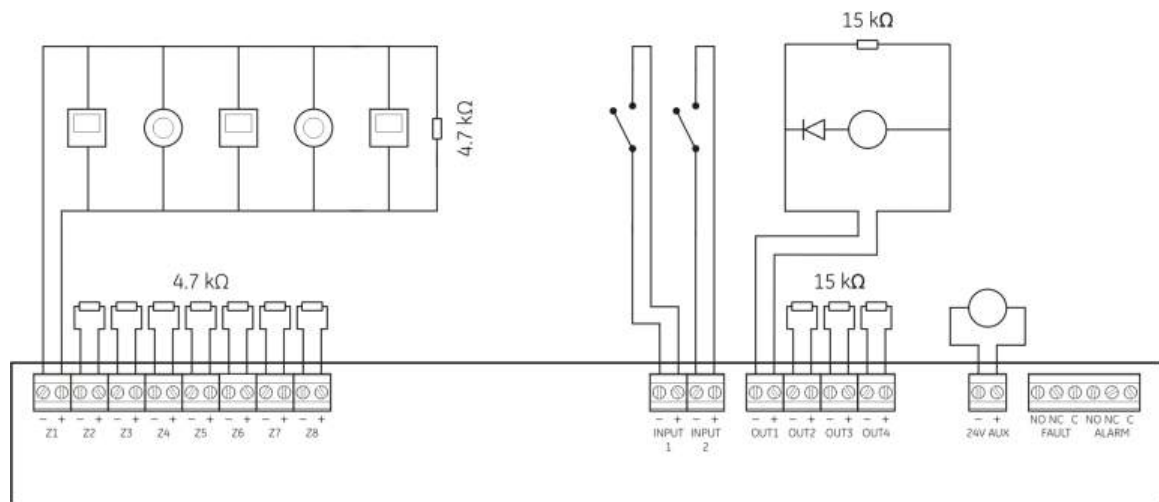 15 kΩ
4.7 kΩ
4.7 kΩ
15 kΩ
− + − + − + − + − + − + − + − +
Z1 Z2 Z3 Z4 Z5 Z6 Z7 Z8
− + − +
INPUT 1 INPUT 2
− + − + − + − +
OUT1 OUT2 OUT3 OUT4
− +
24V AUX
NO NC C NO NC C
FAULT ALARM